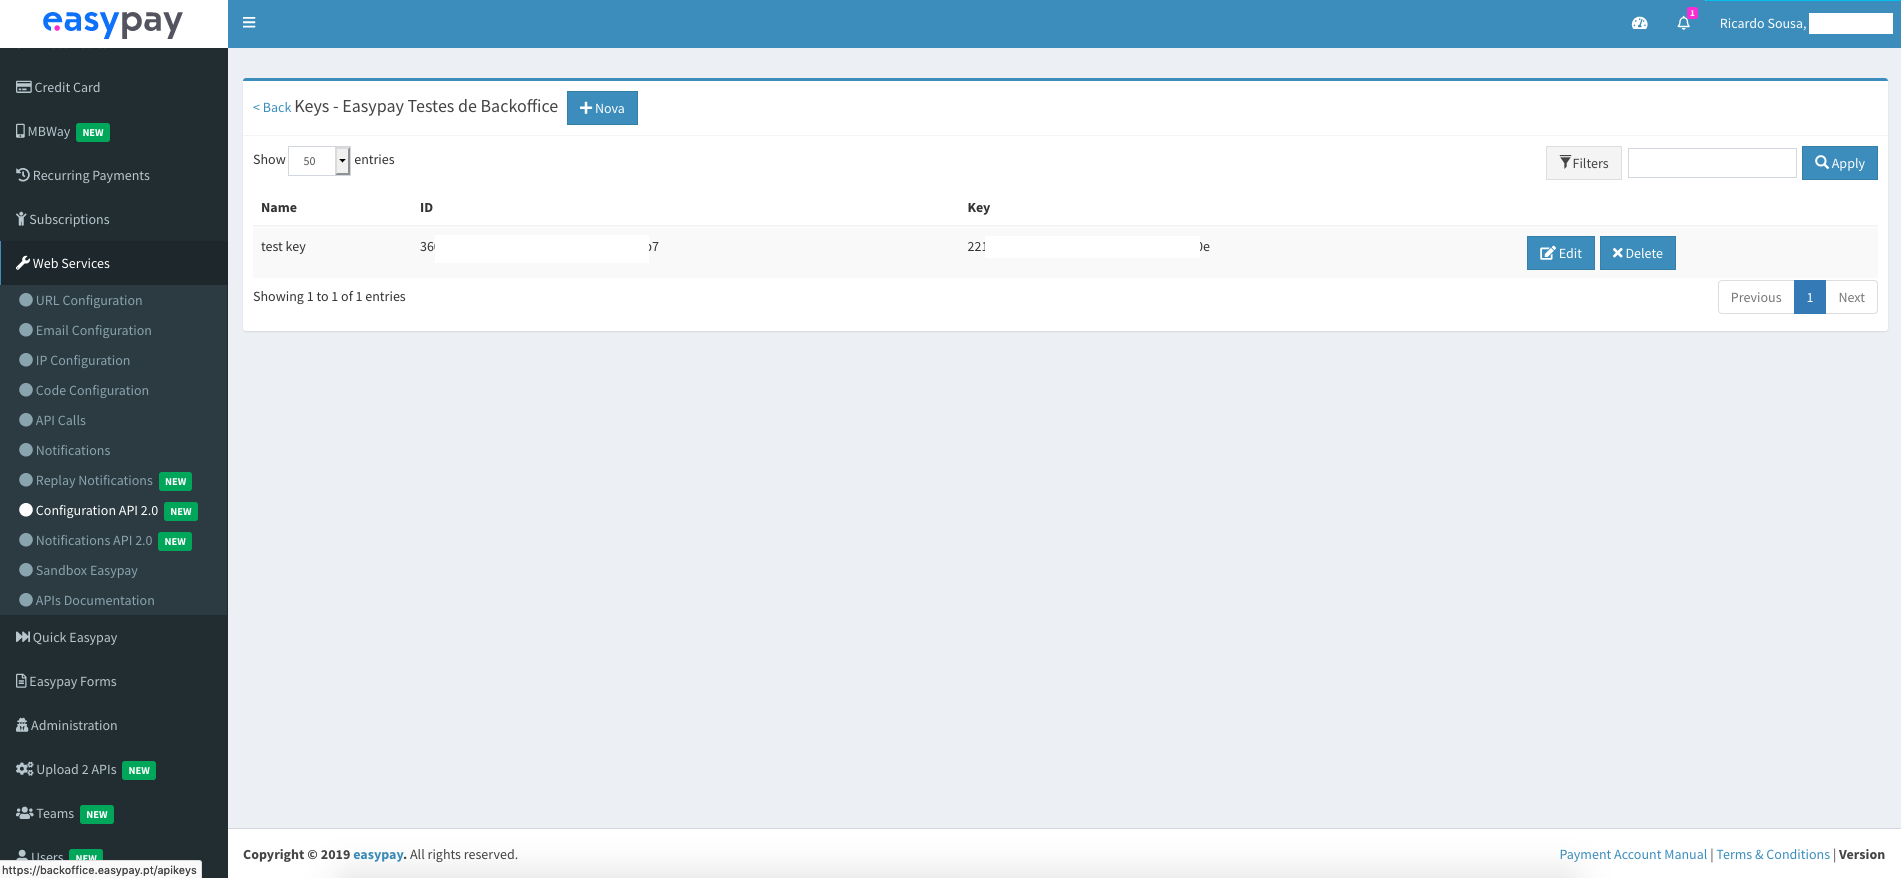 easypay
1
Ricardo Sousa,
Credit Card
MBWay NEW
Recurring Payments
Subscriptions
Web Services
URL Configuration
Email Configuration
IP Configuration
Code Configuration
API Calls
Notifications
Replay Notifications NEW
Configuration API 2.0 NEW
Notifications API 2.0 NEW
Sandbox Easypay
APIs Documentation
Quick Easypay
Easypay Forms
Administration
Upload 2 APIs NEW
Teams NEW
Users NEW
https://backoffice.easypay.pt/apikeys
< Back Keys - Easypay Testes de Backoffice Nova
Show 50 entries Filters Apply
Name ID Key
test key 36 b7 221 0e Edit Delete
Showing 1 to 1 of 1 entries Previous 1 Next
Copyright © 2019 easypay. All rights reserved. Payment Account Manual | Terms & Conditions | Version